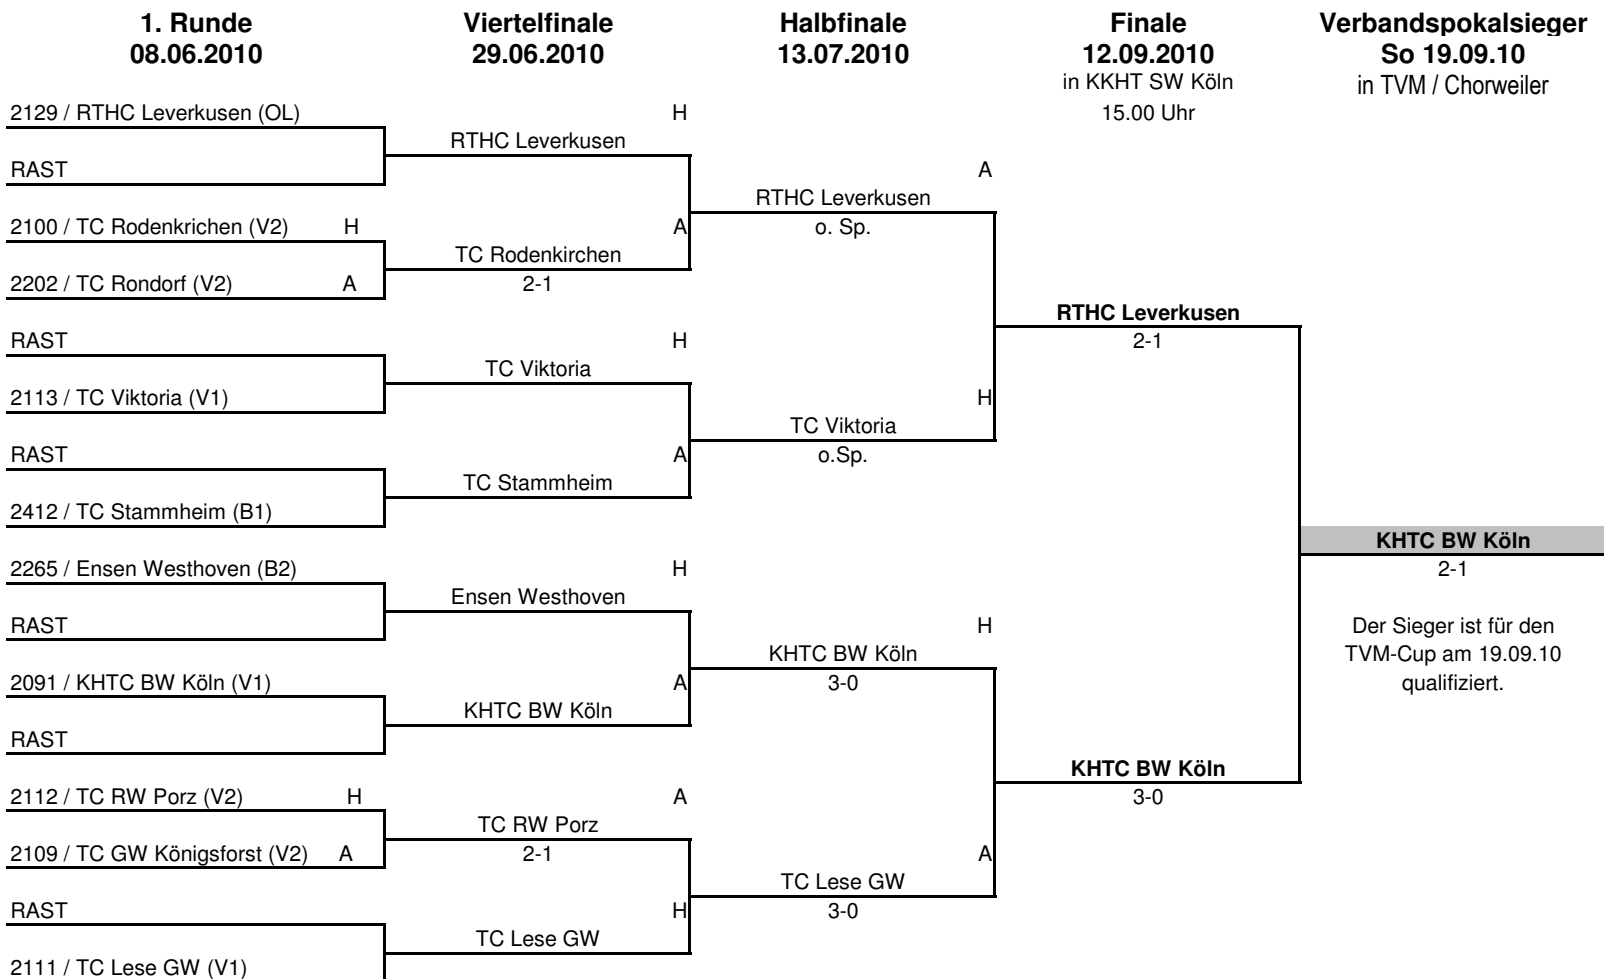 1. Runde
08.06.2010
Viertelfinale
29.06.2010
Halbfinale
13.07.2010
Finale
12.09.2010
in KKHT SW Köln
15.00 Uhr
Verbandspokalsieger
So 19.09.10
in TVM / Chorweiler
2129 / RTHC Leverkusen (OL)
RAST
2100 / TC Rodenkrichen (V2) H
2202 / TC Rondorf (V2) A
RAST
2113 / TC Viktoria (V1)
RAST
2412 / TC Stammheim (B1)
2265 / Ensen Westhoven (B2)
RAST
2091 / KHTC BW Köln (V1)
RAST
2112 / TC RW Porz (V2) H
2109 / TC GW Königsforst (V2) A
RAST
2111 / TC Lese GW (V1)
H
RTHC Leverkusen
A
TC Rodenkirchen
2-1
H
TC Viktoria
A
TC Stammheim
H
Ensen Westhoven
A
KHTC BW Köln
A
TC RW Porz
2-1
H
TC Lese GW
A
RTHC Leverkusen
o. Sp.
H
TC Viktoria
o.Sp.
H
KHTC BW Köln
3-0
A
TC Lese GW
3-0
RTHC Leverkusen
2-1
KHTC BW Köln
3-0
KHTC BW Köln
2-1
Der Sieger ist für den
TVM-Cup am 19.09.10
qualifiziert.